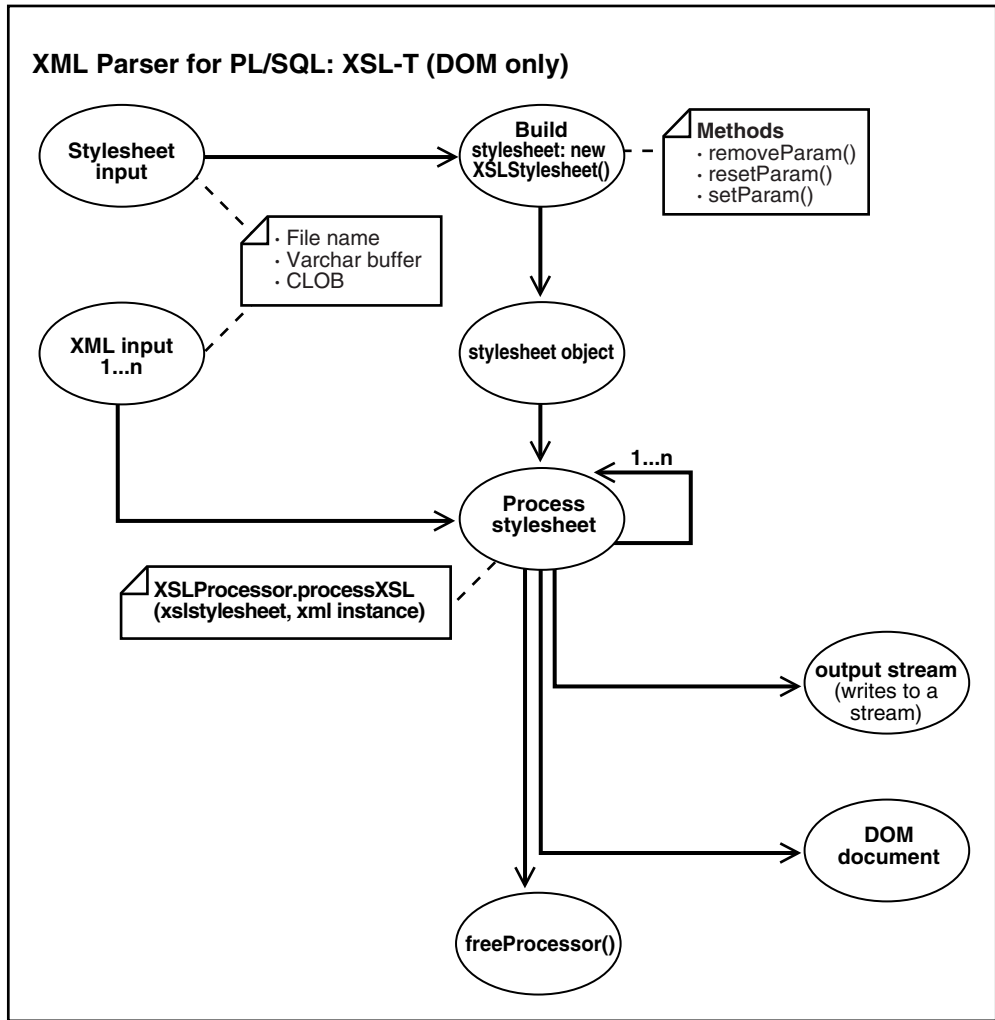 XML Parser for PL/SQL: XSL-T (DOM only)
Stylesheet
input
Build
stylesheet: new
XSLStylesheet()
Methods
· removeParam()
· resetParam()
· setParam()
· File name
· Varchar buffer
· CLOB
XML input
1...n
stylesheet object
1...n
Process
stylesheet
XSLProcessor.processXSL
(xslstylesheet, xml instance)
output stream
(writes to a
stream)
DOM
document
freeProcessor()